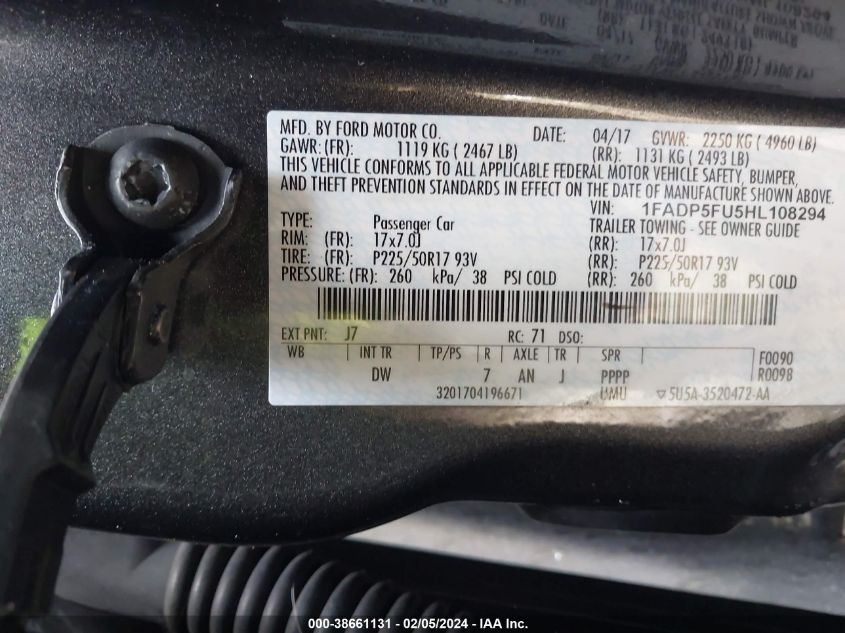 MFD. BY FORD MOTOR CO. DATE: 04/17 GVWR: 2250 KG ( 4960 LB)
GAWR: (FR): 1119 KG ( 2467 LB) (RR): 1131 KG ( 2493 LB)
THIS VEHICLE CONFORMS TO ALL APPLICABLE FEDERAL MOTOR VEHICLE SAFETY, BUMPER,
AND THEFT PREVENTION STANDARDS IN EFFECT ON THE DATE OF MANUFACTURE SHOWN ABOVE.
VIN: 1FADP5FU5HL108294
TYPE: Passenger Car TRAILER TOWING - SEE OWNER GUIDE
RIM: (FR): 17x7.0J (RR): 17x7.0J
TIRE: (FR): P225/50R17 93V (RR): P225/50R17 93V
PRESSURE: (FR): 260 kPa/ 38 PSI COLD (RR): 260 kPa/ 38 PSI COLD
EXT PNT: J7 RC: 71 DSO:
WB INT TR TP/PS R AXLE TR SPR F0090
DW 7 AN J PPPP R0098
3201704196671 UMU ▽5U5A-3520472-AA
000-38661131 - 02/05/2024 - IAA Inc.